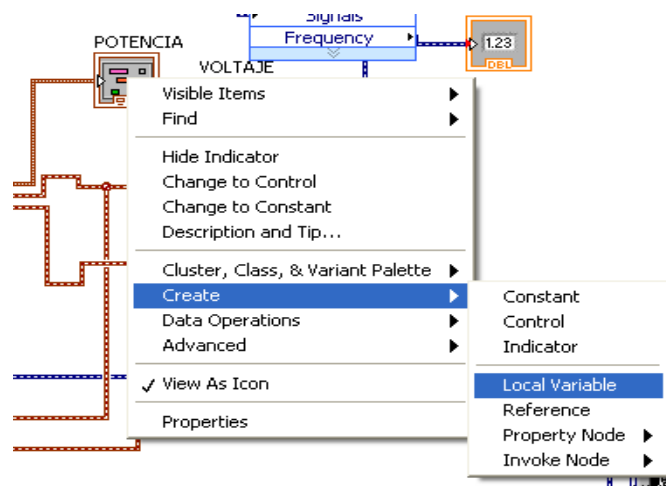 Signals
POTENCIA
Frequency
1.23
DBL
VOLTAJE
Visible Items
Find
Hide Indicator
Change to Control
Change to Constant
Description and Tip...
Cluster, Class, & Variant Palette
Create
Data Operations
Advanced
View As Icon
Properties
Constant
Control
Indicator
Local Variable
Reference
Property Node
Invoke Node